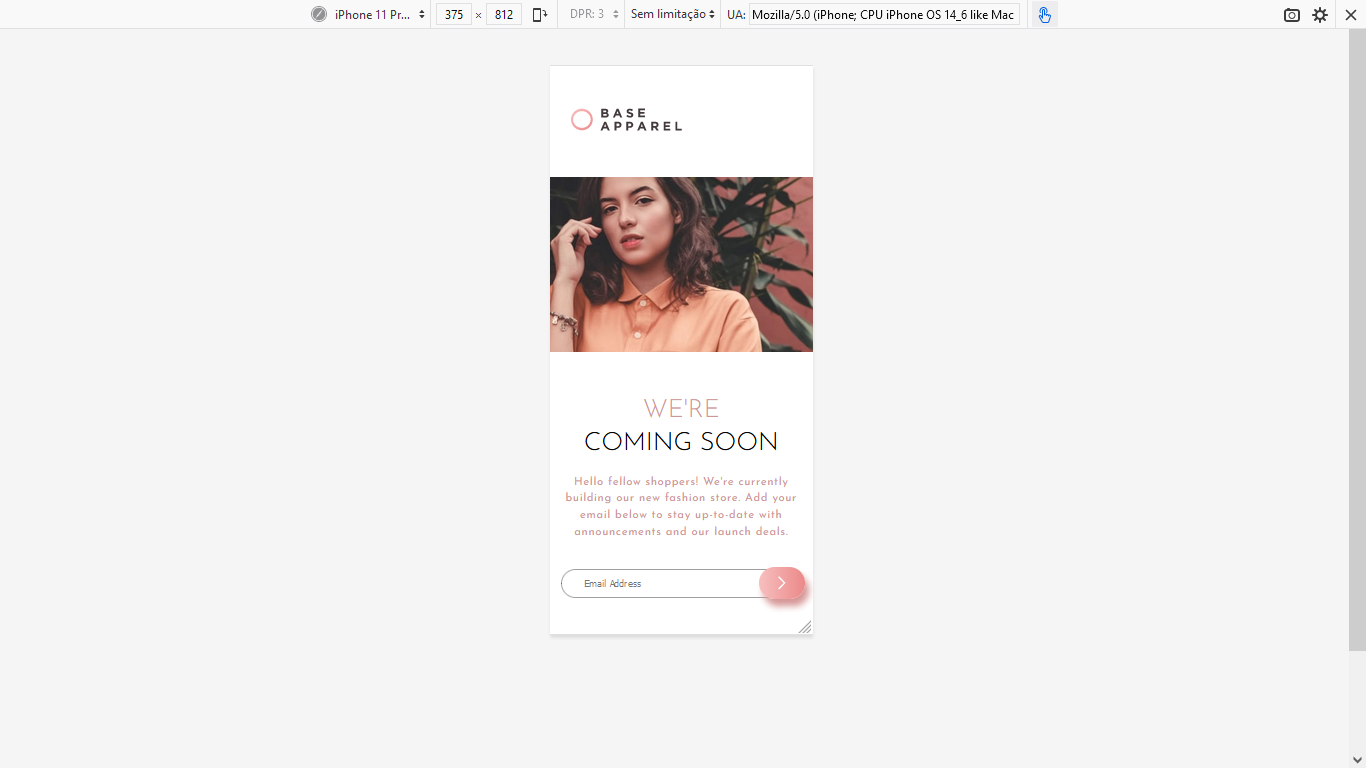 iPhone 11 Pr... 375 × 812 DPR: 3 Sem limitação UA: Mozilla/5.0 (iPhone; CPU iPhone OS 14_6 like Mac
BASE
APPAREL
WE'RE
COMING SOON
Hello fellow shoppers! We're currently
building our new fashion store. Add your
email below to stay up-to-date with
announcements and our launch deals.
Email Address